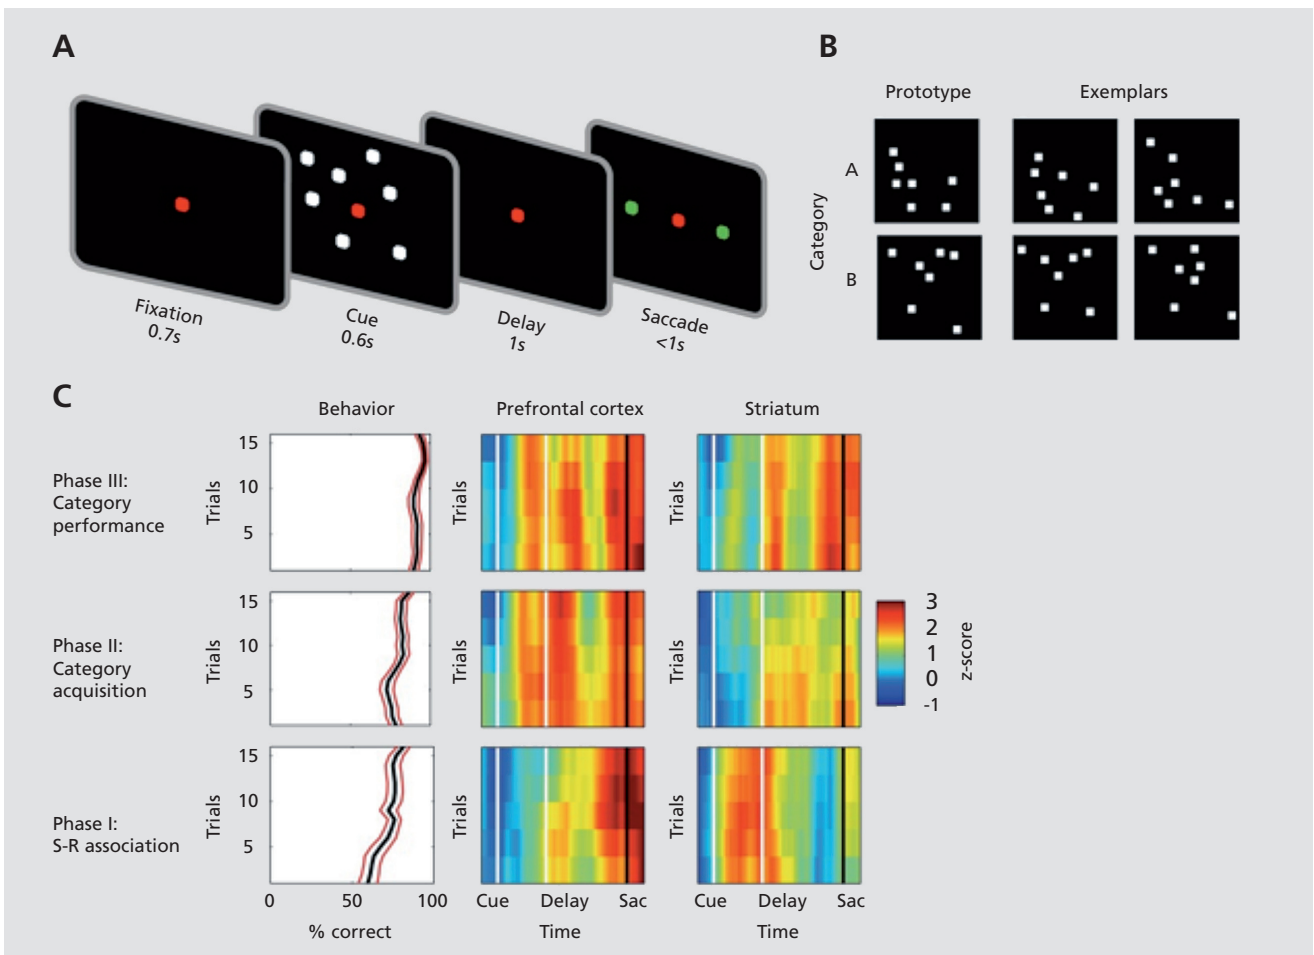 A
Fixation
0.7s
Cue
0.6s
Delay
1s
Saccade
<1s
B
Prototype
Exemplars
Category
A
B
C
Behavior
Prefrontal cortex
Striatum
Phase III:
Category
performance
Trials
15
10
5
Trials
Trials
Phase II:
Category
acquisition
Trials
15
10
5
Trials
Trials
3
2
1
0
-1
z-score
Phase I:
S-R association
Trials
15
10
5
Trials
Trials
0
50
100
% correct
Cue
Delay
Sac
Time
Cue
Delay
Sac
Time